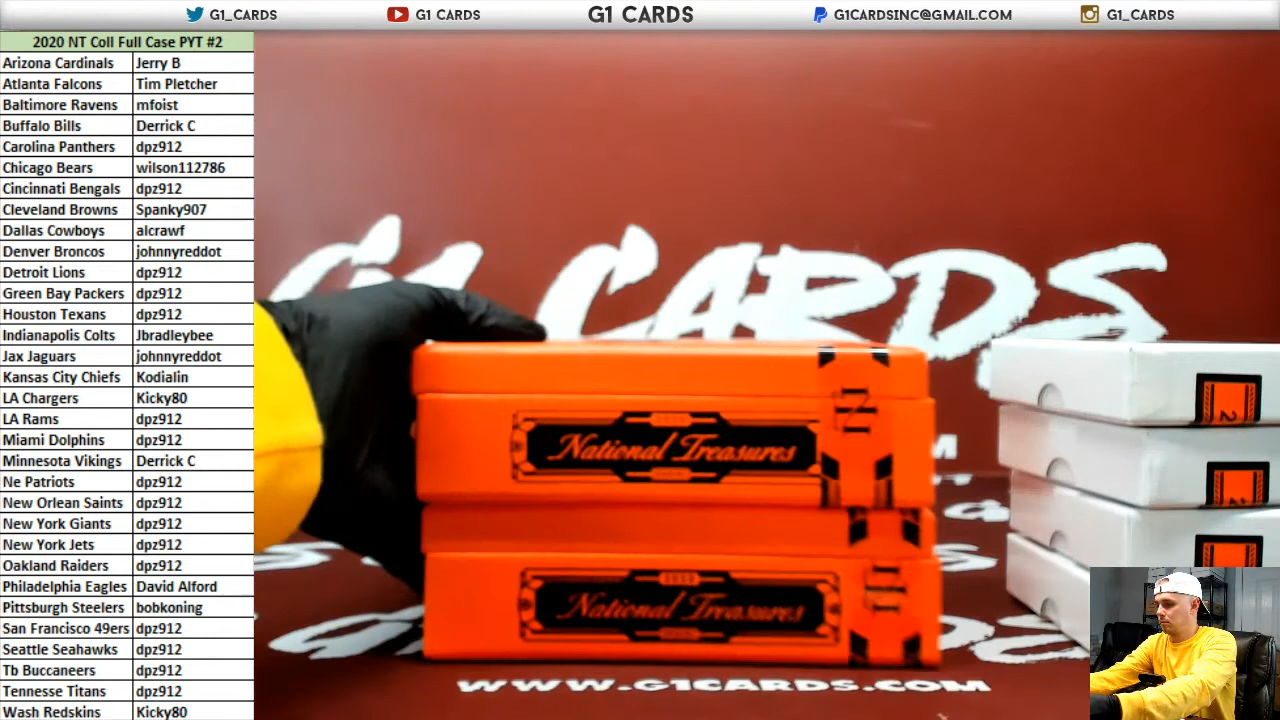 G1_CARDS
G1 CARDS
G1 CARDS
G1CARDSINC@GMAIL.COM
G1_CARDS
2020 NT Coll Full Case PYT #2
Arizona Cardinals Jerry B
Atlanta Falcons Tim Pletcher
Baltimore Ravens mfoist
Buffalo Bills Derrick C
Carolina Panthers dpz912
Chicago Bears wilson112786
Cincinnati Bengals dpz912
Cleveland Browns Spanky907
Dallas Cowboys alcrawf
Denver Broncos johnnyreddot
Detroit Lions dpz912
Green Bay Packers dpz912
Houston Texans dpz912
Indianapolis Colts Jbradleybee
Jax Jaguars johnnyreddot
Kansas City Chiefs Kodialin
LA Chargers Kicky80
LA Rams dpz912
Miami Dolphins dpz912
Minnesota Vikings Derrick C
Ne Patriots dpz912
New Orlean Saints dpz912
New York Giants dpz912
New York Jets dpz912
Oakland Raiders dpz912
Philadelphia Eagles David Alford
Pittsburgh Steelers bobkoning
San Francisco 49ers dpz912
Seattle Seahawks dpz912
Tb Buccaneers dpz912
Tennesse Titans dpz912
Wash Redskins Kicky80
G1 CARDS
NT
National Treasures
National Treasures
2
2
2
WWW.G1CARDS.COM